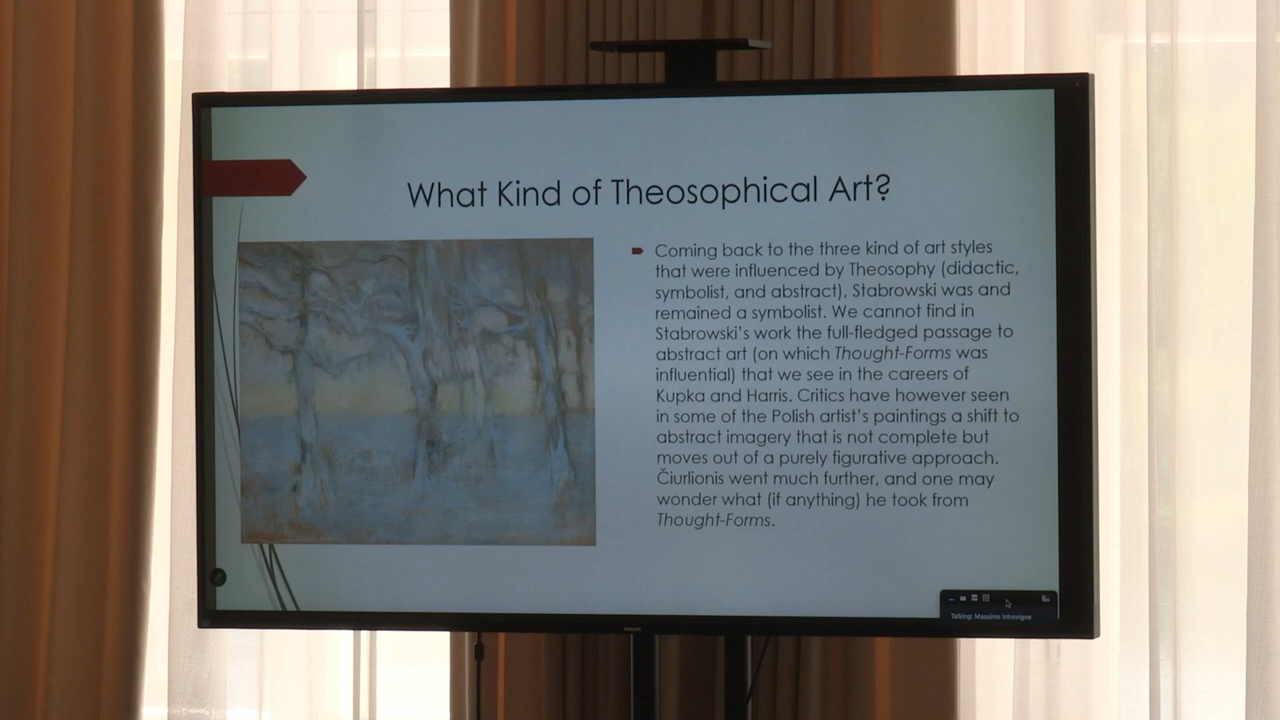 What Kind of Theosophical Art?
Coming back to the three kind of art styles
that were influenced by Theosophy (didactic,
symbolist, and abstract), Stabrowski was and
remained a symbolist. We cannot find in
Stabrowski's work the full-fledged passage to
abstract art (on which Thought-Forms was
influential) that we see in the careers of
Kupka and Harris. Critics have however seen
in some of the Polish artist's paintings a shift to
abstract imagery that is not complete but
moves out of a purely figurative approach.
Čiurlionis went much further, and one may
wonder what (if anything) he took from
Thought-Forms.
Talking: Massimo Introvigne
PHILIPS